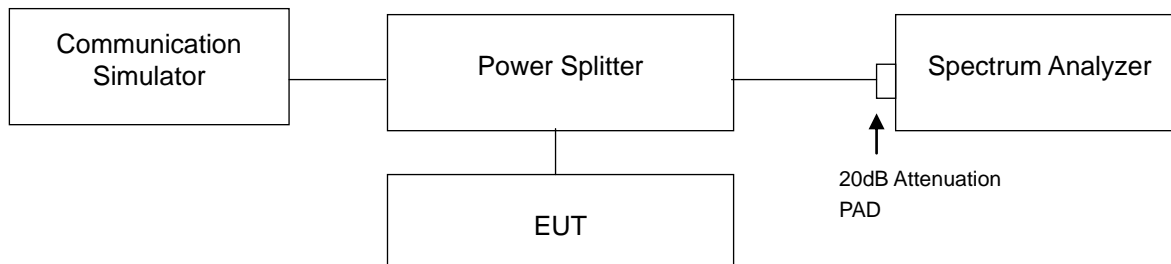 Communication
Simulator
Power Splitter
Spectrum Analyzer
20dB Attenuation
PAD
EUT